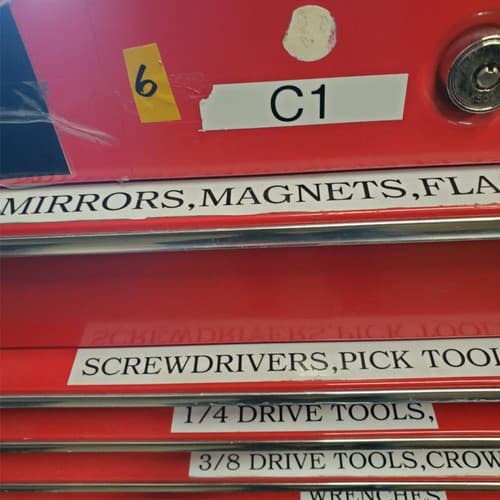 6
C1
MIRRORS,MAGNETS,FLA
SCREWDRIVERS,PICK TOOL
1/4 DRIVE TOOLS,
3/8 DRIVE TOOLS,CROW
WRENCHES